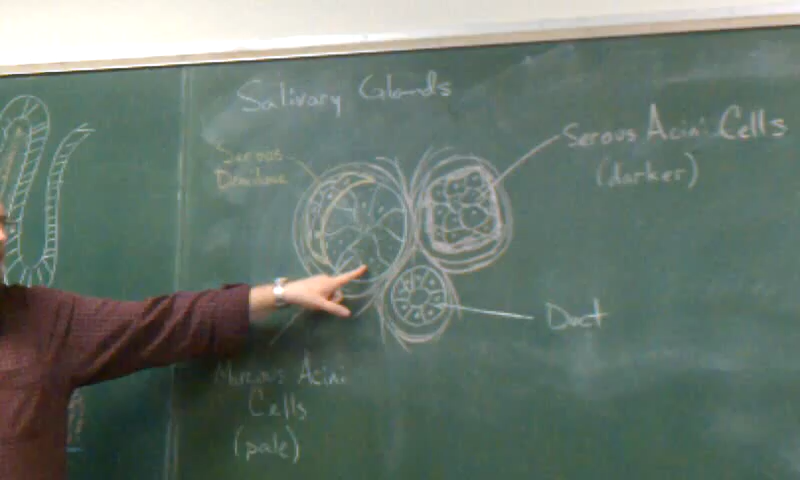 Salivary Glands
Serous
Demilune
Serous Acini Cells
(darker)
Duct
Mucous Acini
Cells
(pale)